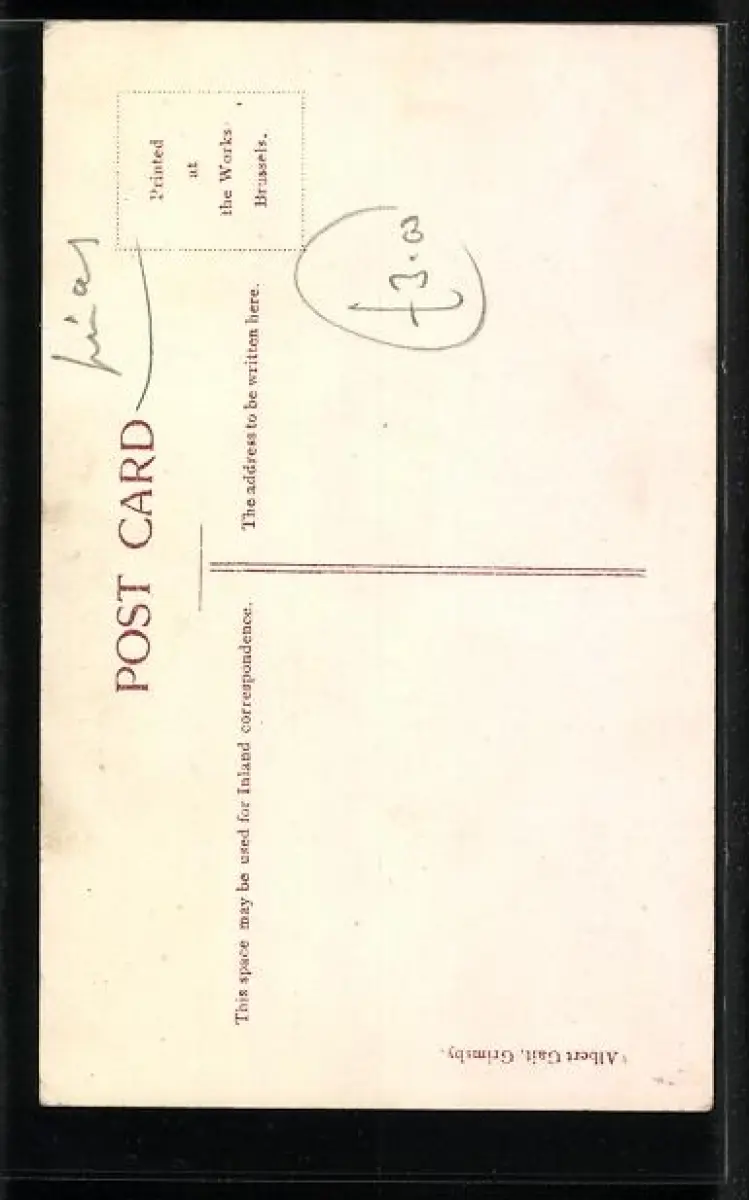 POST CARD
Printed
at
the Works
Brussels.
This space may be used for Inland correspondence.
The address to be written here.
£3.00
Albert Gait, Grimsby.